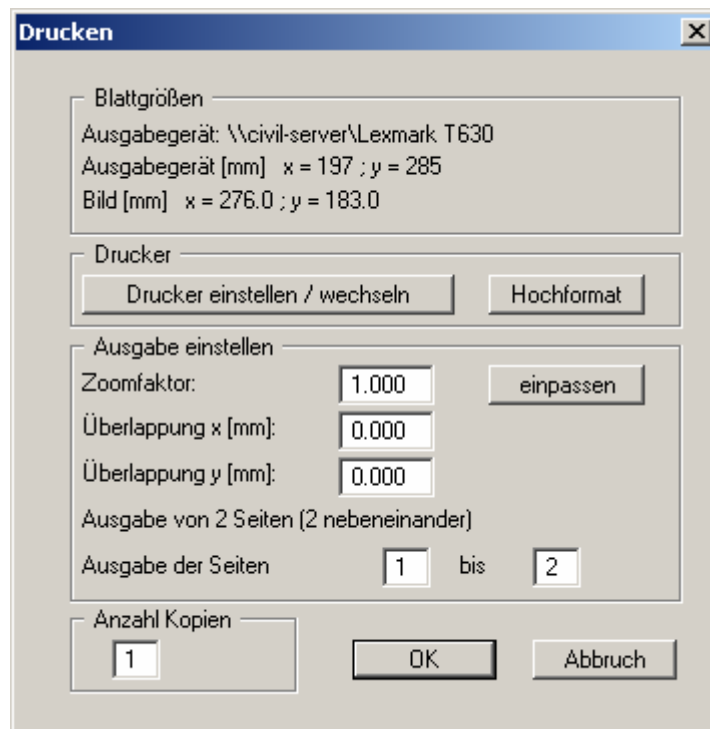 Drucken
Blattgrößen
Ausgabegerät: \\civil-server\Lexmark T630
Ausgabegerät [mm]   x = 197 ; y = 285
Bild [mm]   x = 276.0 ; y = 183.0
Drucker
Drucker einstellen / wechseln   Hochformat
Ausgabe einstellen
Zoomfaktor:   1.000   einpassen
Überlappung x [mm]:   0.000
Überlappung y [mm]:   0.000
Ausgabe von 2 Seiten (2 nebeneinander)
Ausgabe der Seiten   1   bis   2
Anzahl Kopien
1   OK   Abbruch